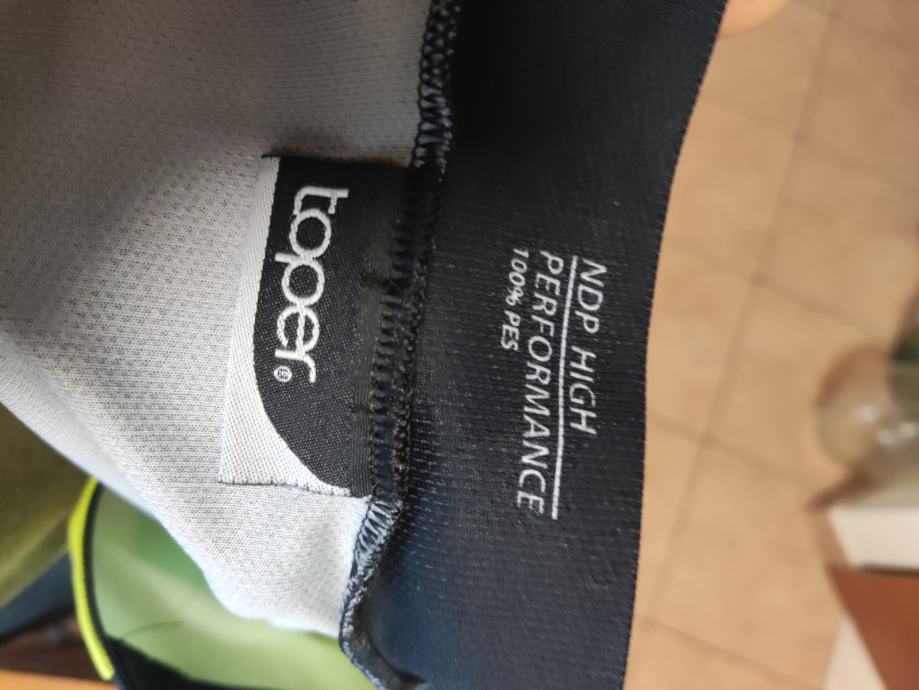 toper®
NDP HIGH
PERFORMANCE
100% PES